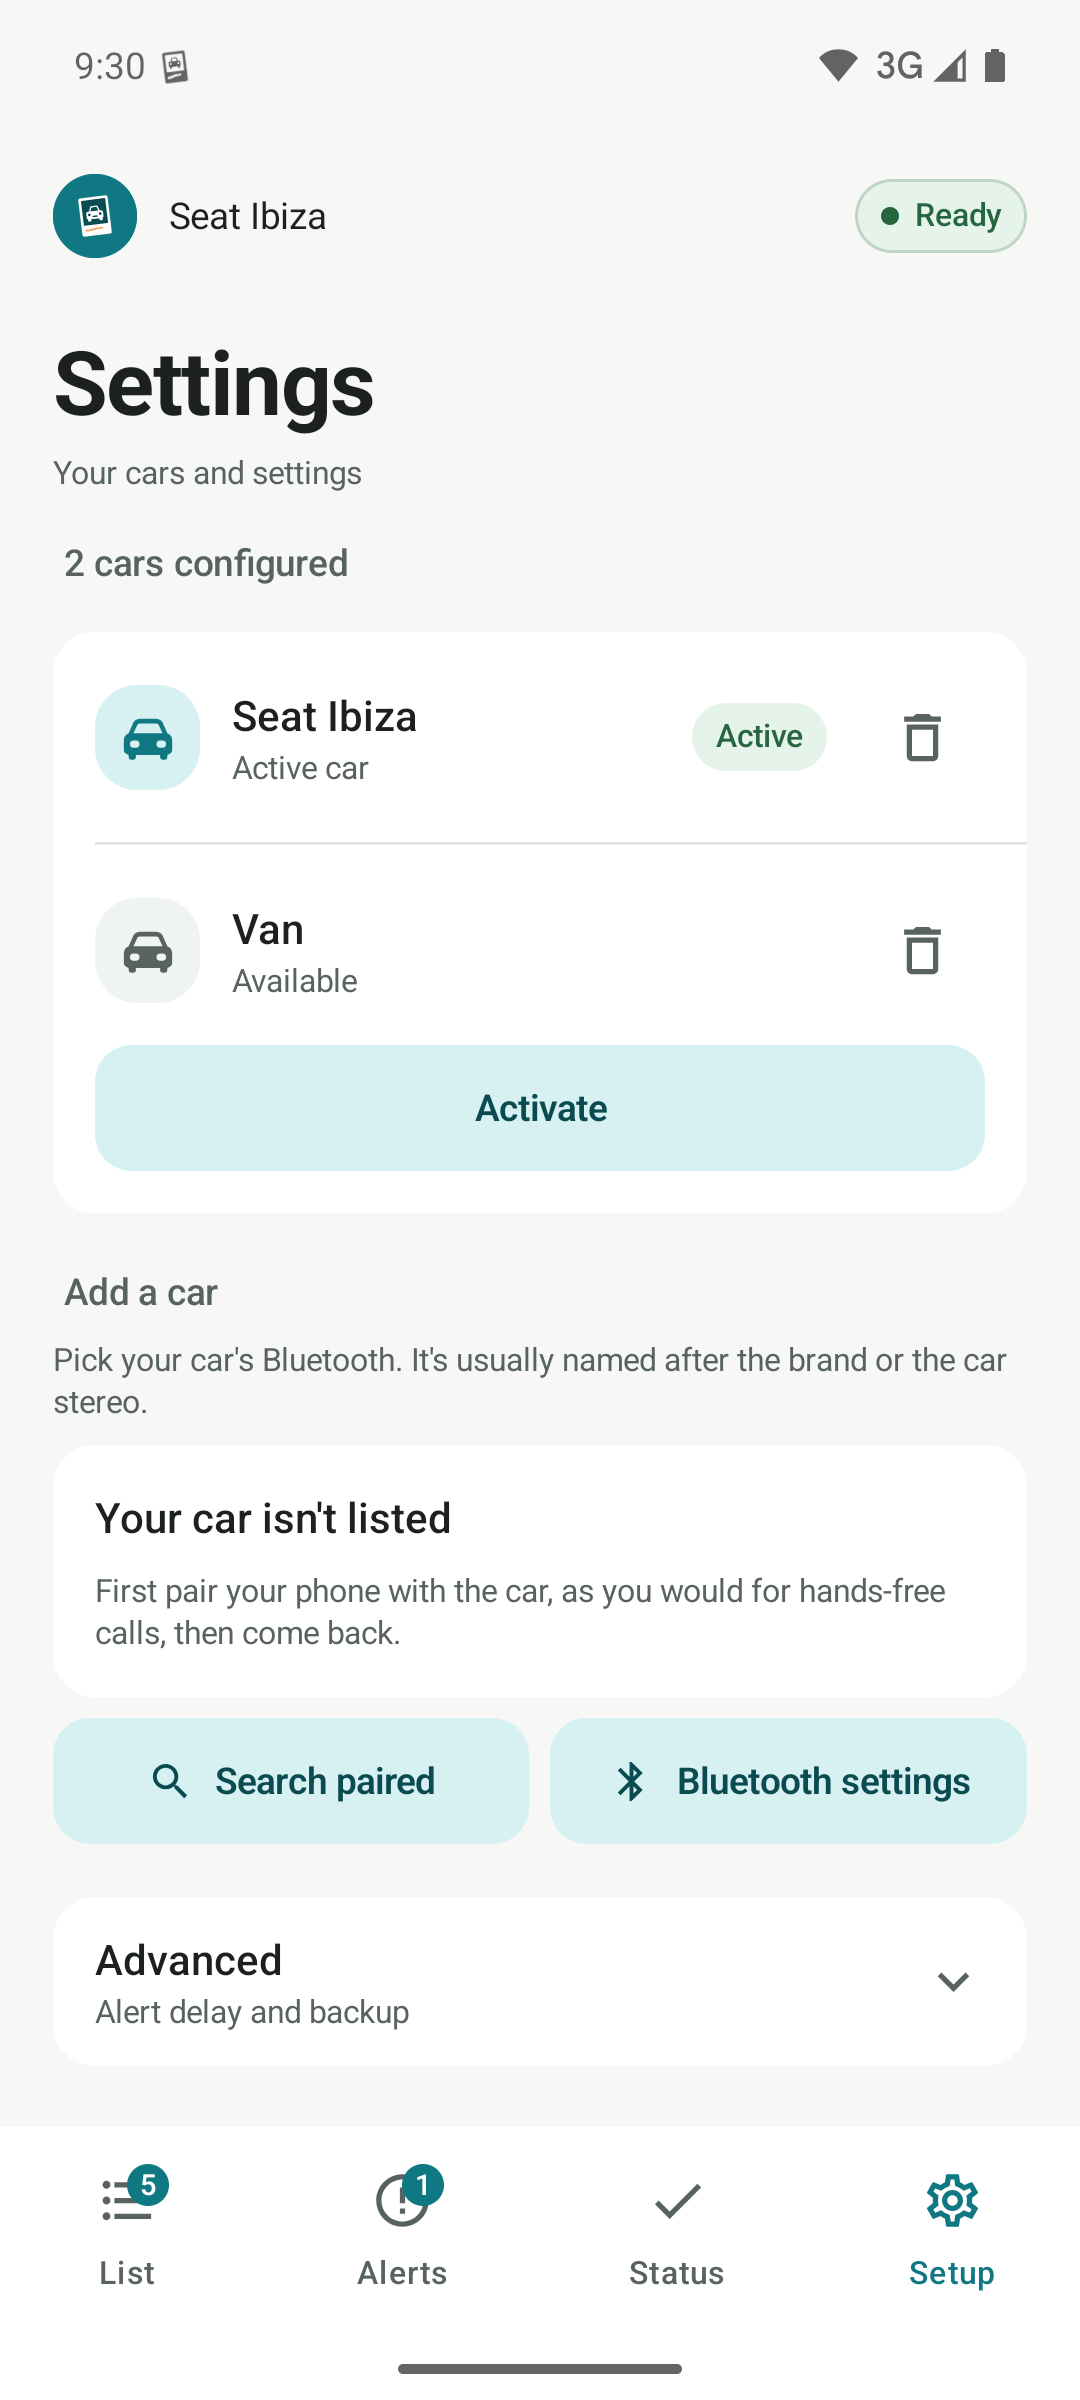 9:30
3G
Seat Ibiza
Ready
Settings
Your cars and settings
2 cars configured
Seat Ibiza
Active car
Active
Van
Available
Activate
Add a car
Pick your car's Bluetooth. It's usually named after the brand or the car
stereo.
Your car isn't listed
First pair your phone with the car, as you would for hands-free
calls, then come back.
Search paired
Bluetooth settings
Advanced
Alert delay and backup
5
1
List
Alerts
Status
Setup